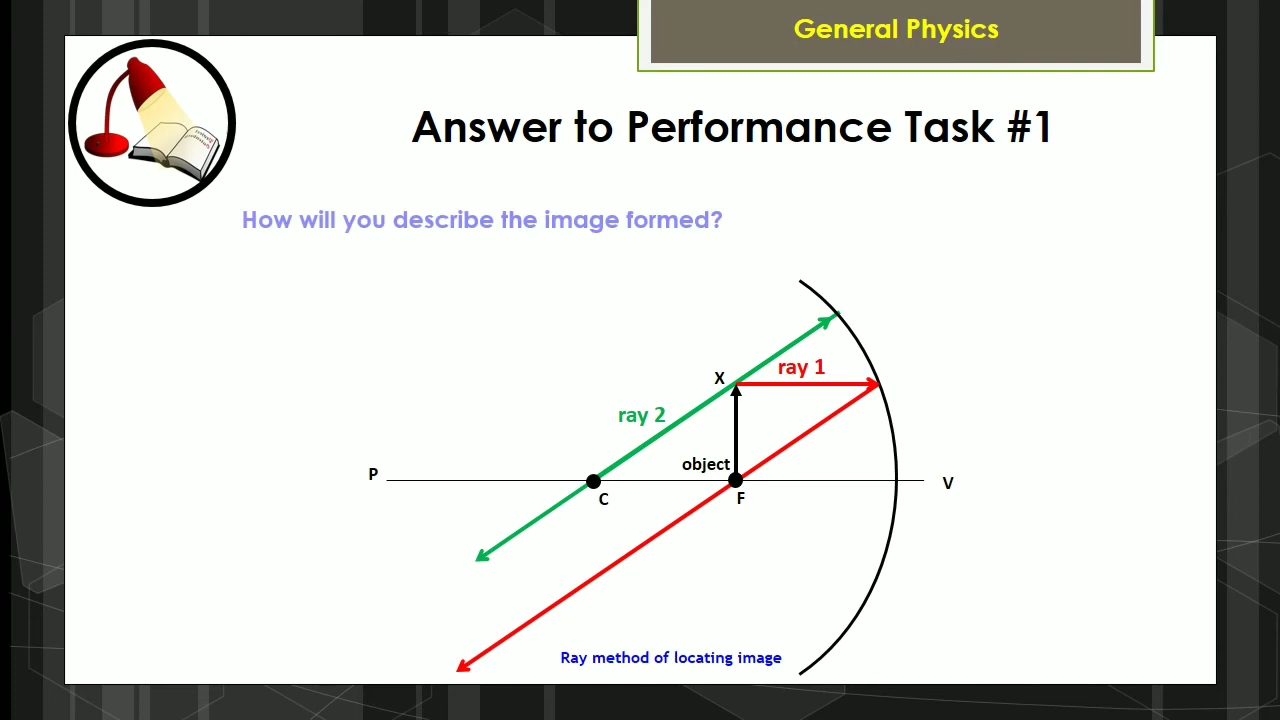 General Physics
Answer to Performance Task #1
How will you describe the image formed?
ray 1
X
ray 2
object
P
V
C
F
Ray method of locating image